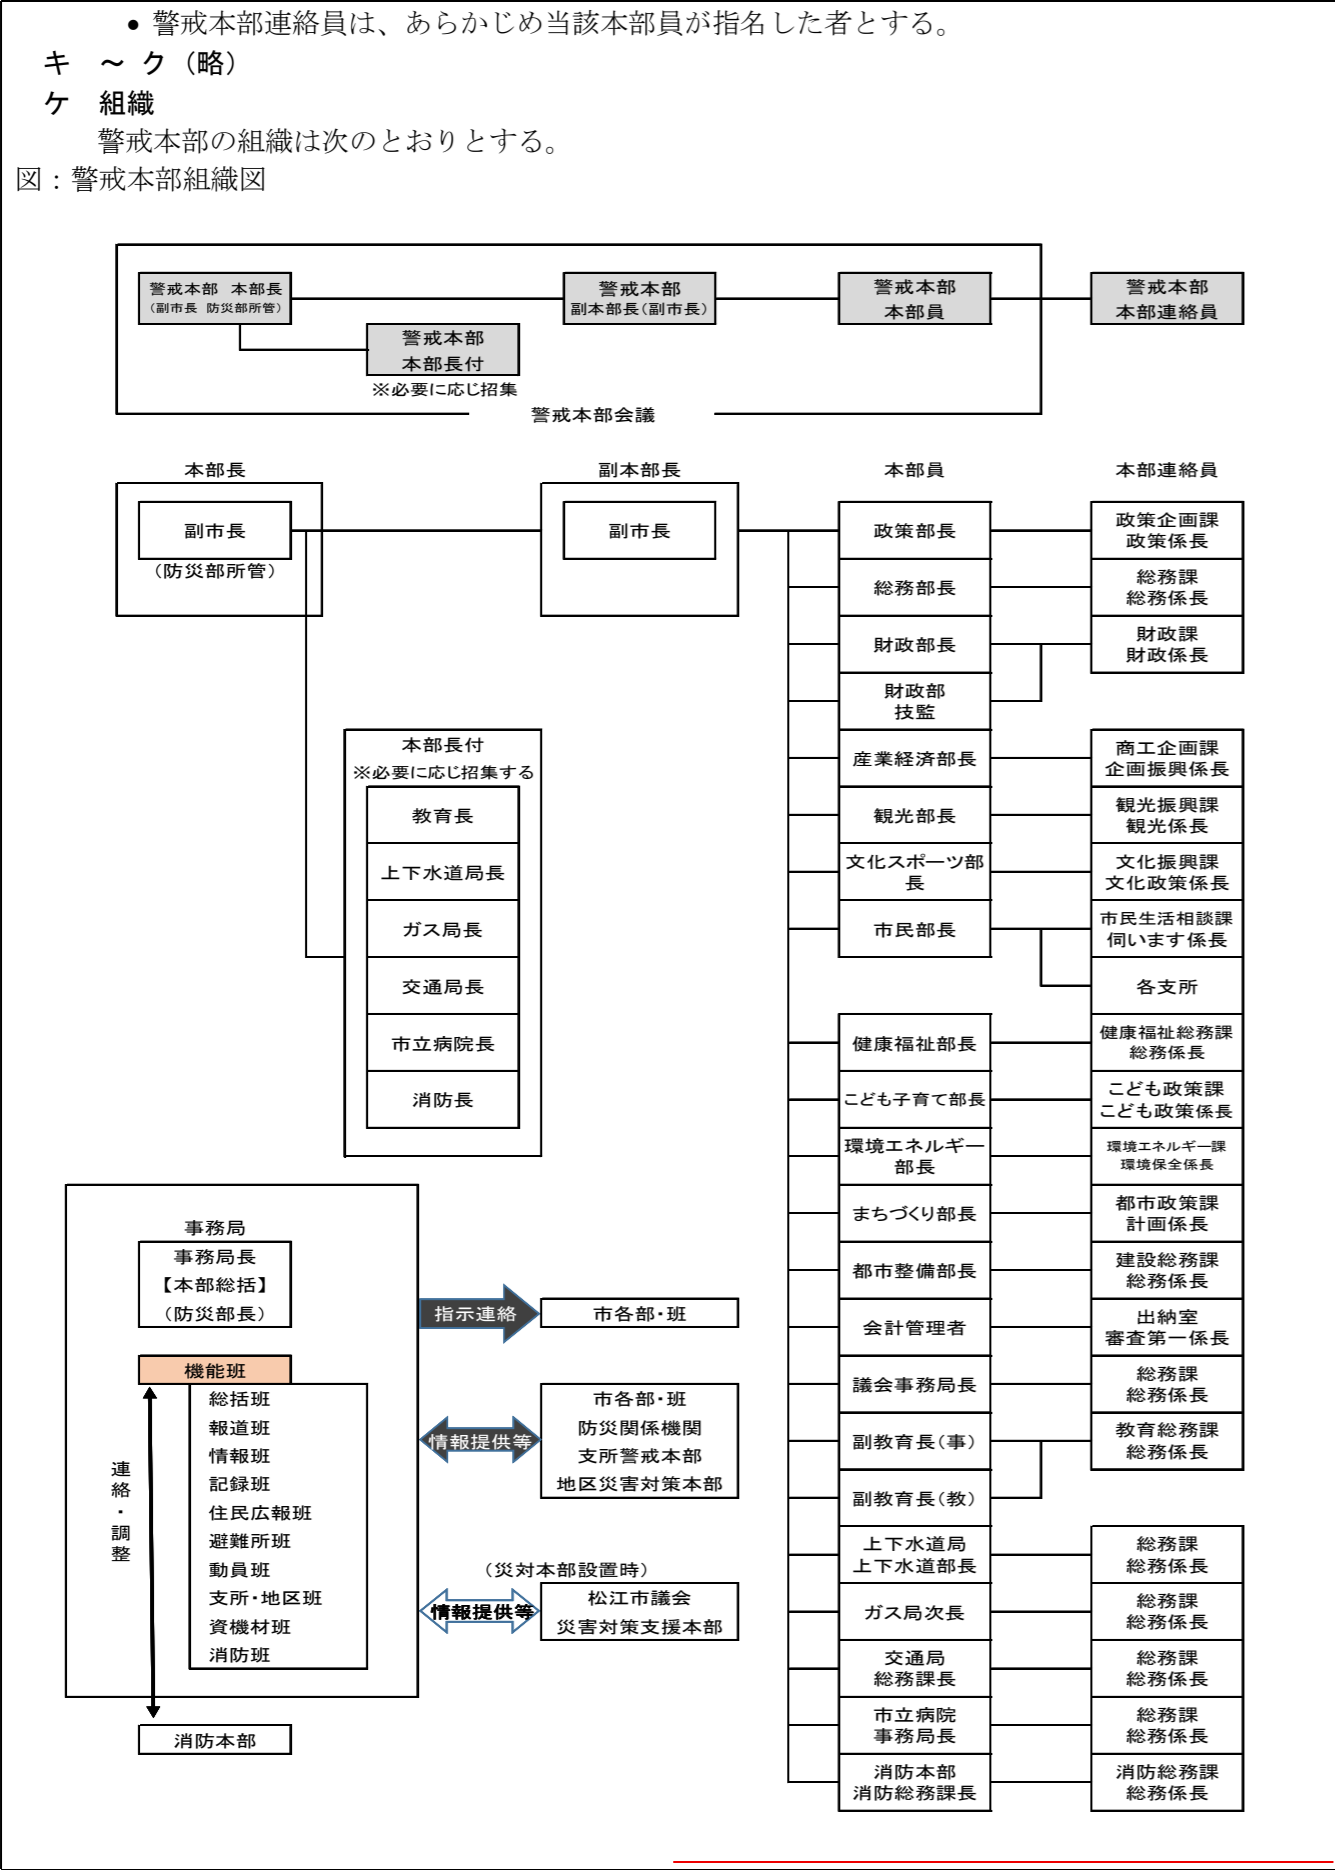 • 警戒本部連絡員は、あらかじめ当該本部員が指名した者とする。
キ ～ ク（略）
ケ 組織
警戒本部の組織は次のとおりとする。
図：警戒本部組織図
警戒本部 本部長
（副市長 防災部所管）
警戒本部
副本部長（副市長）
警戒本部
本部員
警戒本部
本部連絡員
警戒本部
本部長付
※必要に応じ招集
警戒本部会議
本部長
副市長
（防災部所管）
副本部長
副市長
本部長付
※必要に応じ招集する
教育長
上下水道局長
ガス局長
交通局長
市立病院長
消防長
本部員
政策部長
総務部長
財政部長
財政部
技監
産業経済部長
観光部長
文化スポーツ部
長
市民部長
健康福祉部長
こども子育て部長
環境エネルギー
部長
まちづくり部長
都市整備部長
会計管理者
議会事務局長
副教育長（事）
副教育長（教）
上下水道局
上下水道部長
ガス局次長
交通局
総務課長
市立病院
事務局長
消防本部
消防総務課長
本部連絡員
政策企画課
政策係長
総務課
総務係長
財政課
財政係長
商工企画課
企画振興係長
観光振興課
観光係長
文化振興課
文化政策係長
市民生活相談課
伺います係長
各支所
健康福祉総務課
総務係長
こども政策課
こども政策係長
環境エネルギー課
環境保全係長
都市政策課
計画係長
建設総務課
総務係長
出納室
審査第一係長
総務課
総務係長
教育総務課
総務係長
総務課
総務係長
総務課
総務係長
総務課
総務係長
総務課
総務係長
消防総務課
総務係長
事務局
事務局長
【本部総括】
（防災部長）
機能班
総括班
報道班
情報班
記録班
住民広報班
避難所班
動員班
支所・地区班
資機材班
消防班
連絡・調整
消防本部
指示連絡
市各部・班
情報提供等
市各部・班
防災関係機関
支所警戒本部
地区災害対策本部
（災対本部設置時）
情報提供等
松江市議会
災害対策支援本部